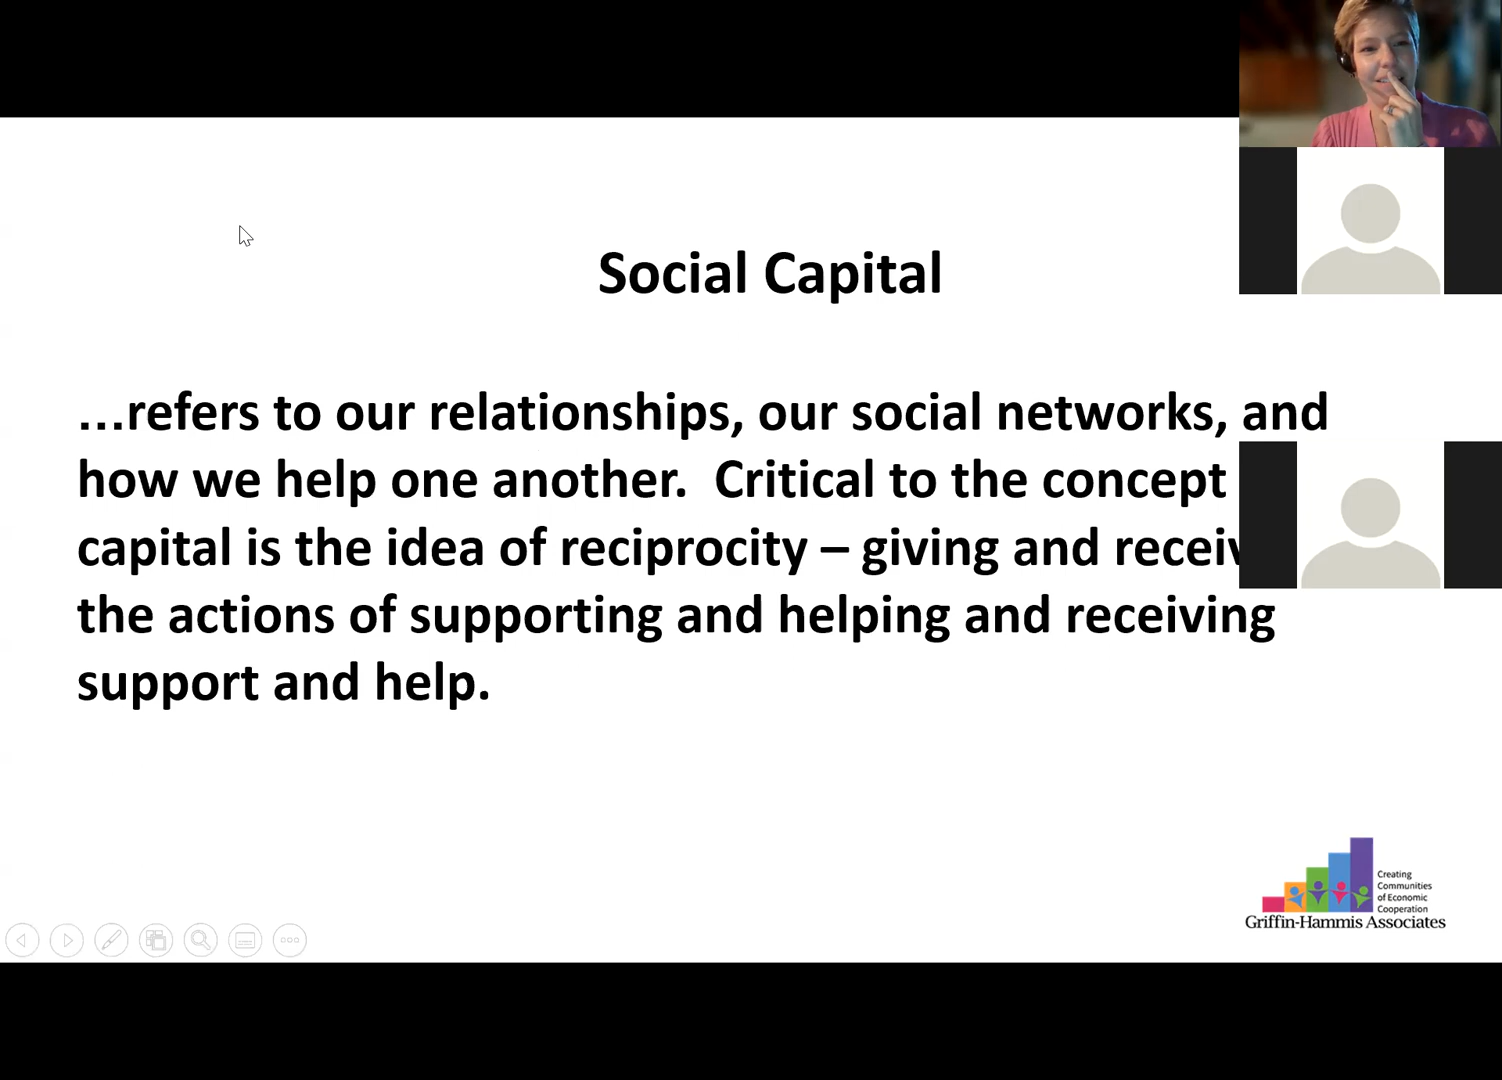 Social Capital
…refers to our relationships, our social networks, and
how we help one another. Critical to the concept
capital is the idea of reciprocity – giving and
the actions of supporting and helping and receiving
support and help.
Creating
Communities
of Economic
Cooperation
Griffin-Hammis Associates